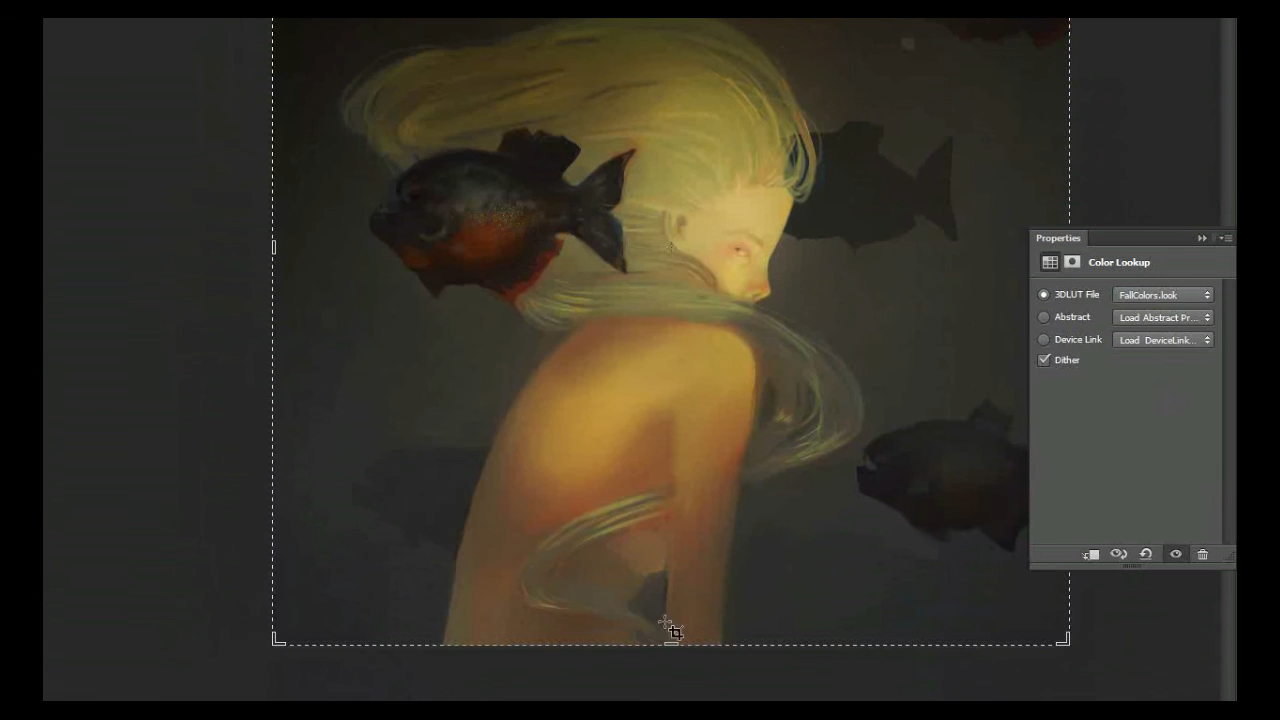 Properties
Color Lookup
3DLUT File FallColors.look
Abstract Load Abstract Pr...
Device Link Load DeviceLink...
Dither